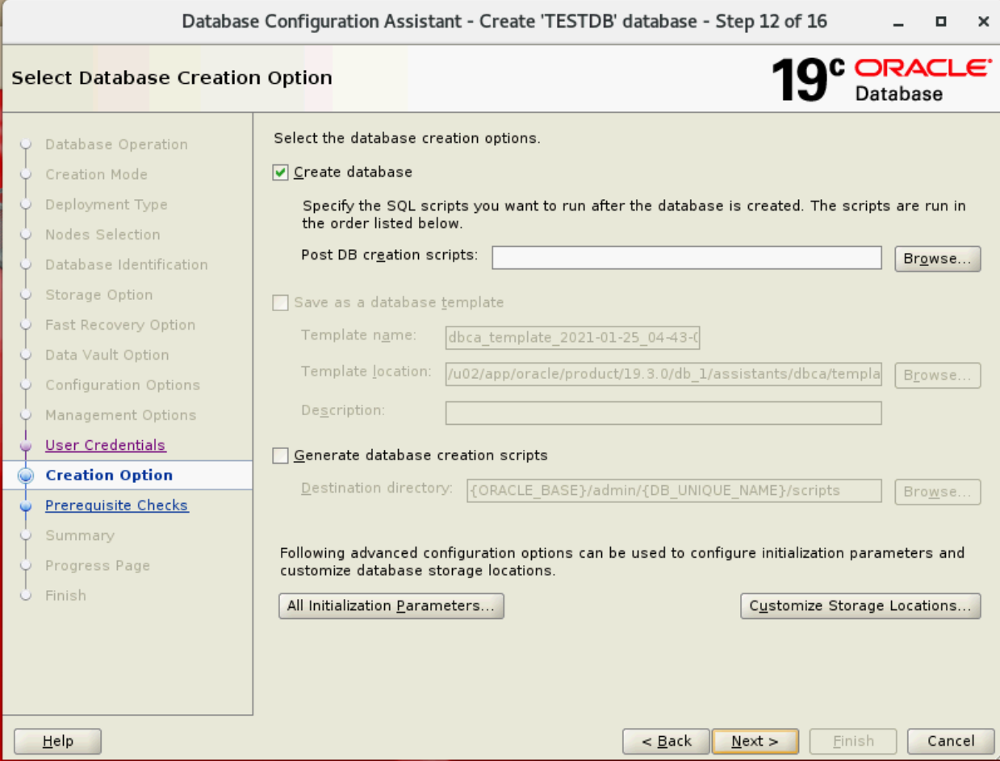 Database Configuration Assistant - Create 'TESTDB' database - Step 12 of 16
Select Database Creation Option
19c ORACLE
Database
Database Operation
Creation Mode
Deployment Type
Nodes Selection
Database Identification
Storage Option
Fast Recovery Option
Data Vault Option
Configuration Options
Management Options
User Credentials
Creation Option
Prerequisite Checks
Summary
Progress Page
Finish
Select the database creation options.
Create database
Specify the SQL scripts you want to run after the database is created. The scripts are run in
the order listed below.
Post DB creation scripts:
Browse...
Save as a database template
Template name: dbca_template_2021-01-25_04-43-
Template location: /u02/app/oracle/product/19.3.0/db_1/assistants/dbca/templa
Browse...
Description:
Generate database creation scripts
Destination directory: {ORACLE_BASE}/admin/{DB_UNIQUE_NAME}/scripts
Browse...
Following advanced configuration options can be used to configure initialization parameters and
customize database storage locations.
All Initialization Parameters...
Customize Storage Locations...
Help
< Back
Next >
Finish
Cancel